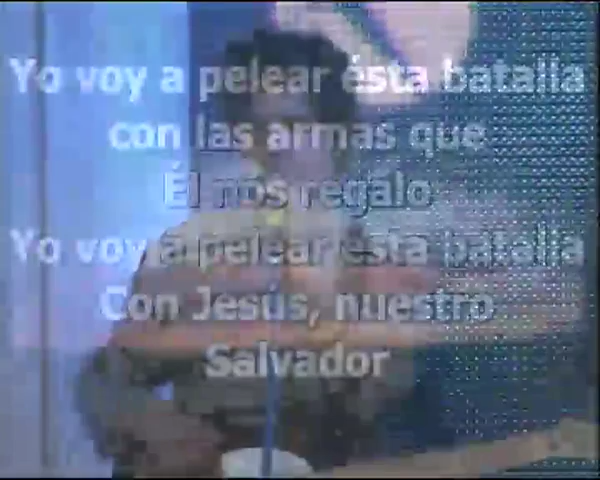 Yo voy a pelear ésta batalla
con las armas que
Él nos regalo
Yo voy a pelear ésta batalla
Con Jesús, nuestro
Salvador